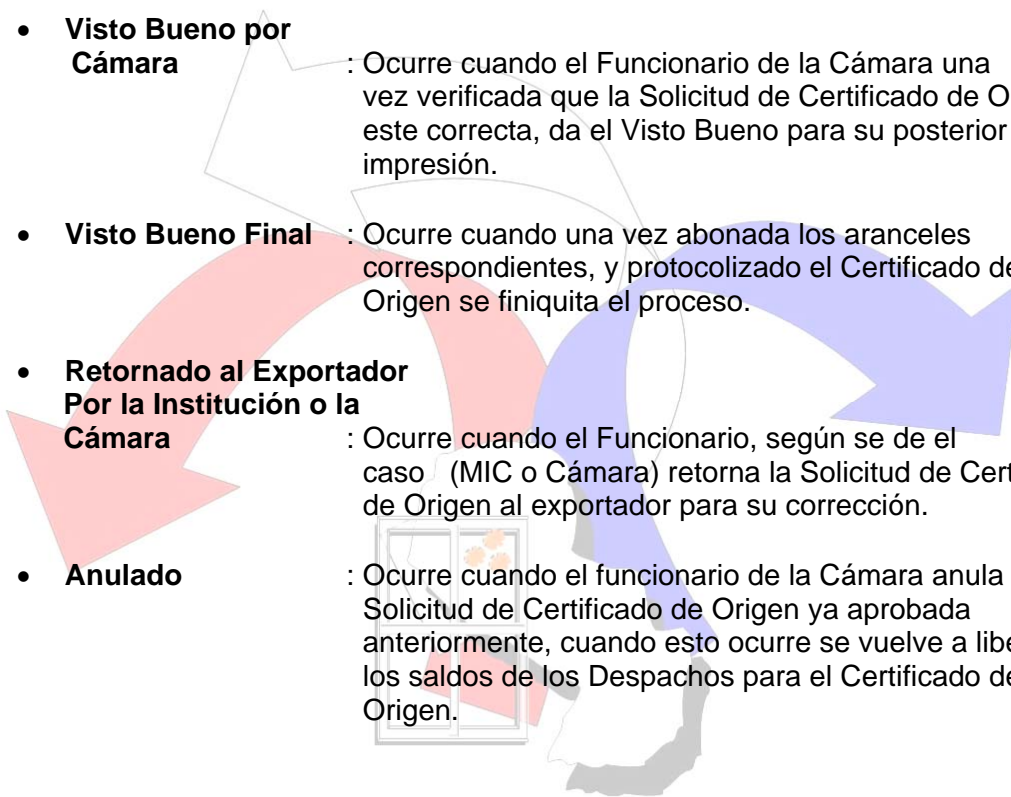 • Visto Bueno por
Cámara : Ocurre cuando el Funcionario de la Cámara una
vez verificada que la Solicitud de Certificado de O
este correcta, da el Visto Bueno para su posterior
impresión.
• Visto Bueno Final : Ocurre cuando una vez abonada los aranceles
correspondientes, y protocolizado el Certificado de
Origen se finiquita el proceso.
• Retornado al Exportador
Por la Institución o la
Cámara : Ocurre cuando el Funcionario, según se de el
caso (MIC o Cámara) retorna la Solicitud de Cert
de Origen al exportador para su corrección.
• Anulado : Ocurre cuando el funcionario de la Cámara anula
Solicitud de Certificado de Origen ya aprobada
anteriormente, cuando esto ocurre se vuelve a libe
los saldos de los Despachos para el Certificado de
Origen.